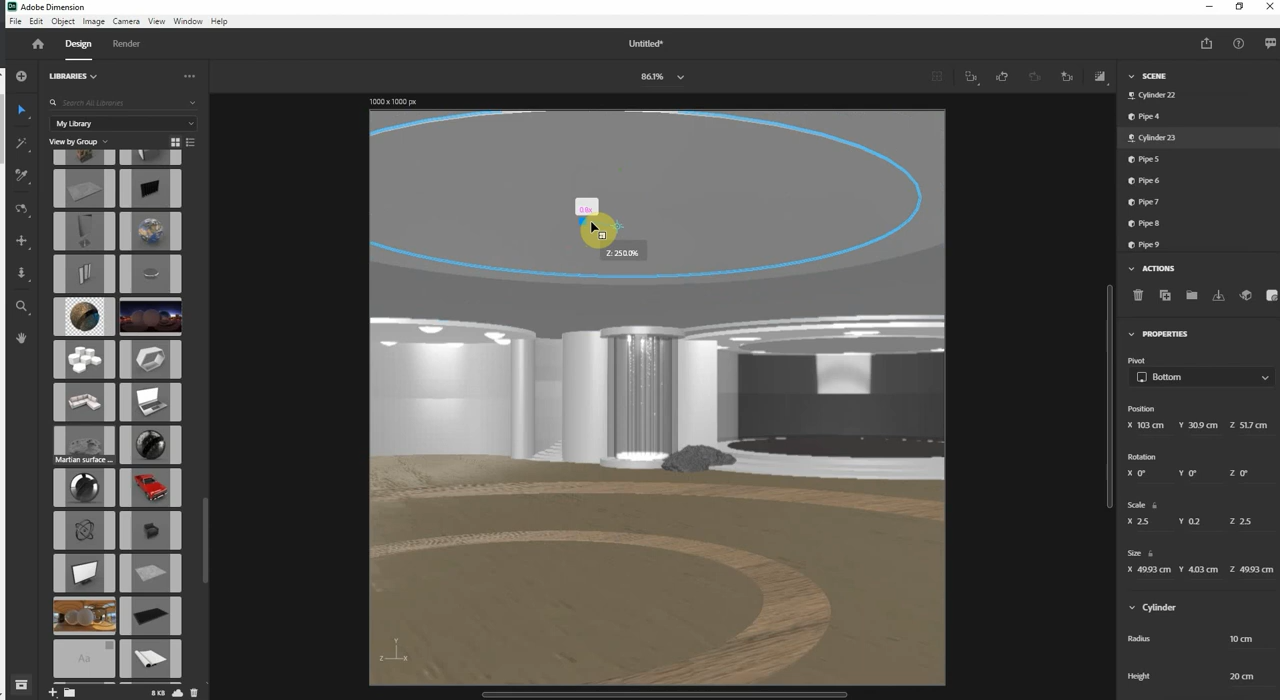 Dn Adobe Dimension
File Edit Object Image Camera View Window Help
Design Render Untitled*
LIBRARIES 86.1% SCENE
1000 x 1000 px
Cylinder 22
Search All Libraries
Pipe 4
My Library
Cylinder 23
View by Group
Pipe 5
Pipe 6
Pipe 7
Pipe 8
Pipe 9
0.8x
Z: 250.0%
ACTIONS
PROPERTIES
Pivot
Bottom
Position
X 103 cm Y 30.9 cm Z 51.7 cm
Rotation
X 0° Y 0° Z 0°
Scale
X 2.5 Y 0.2 Z 2.5
Size
X 49.93 cm Y 4.03 cm Z 49.93 cm
Martian surface ...
Cylinder
Radius 10 cm
Height 20 cm
Aa
Y
Z X
8 KB